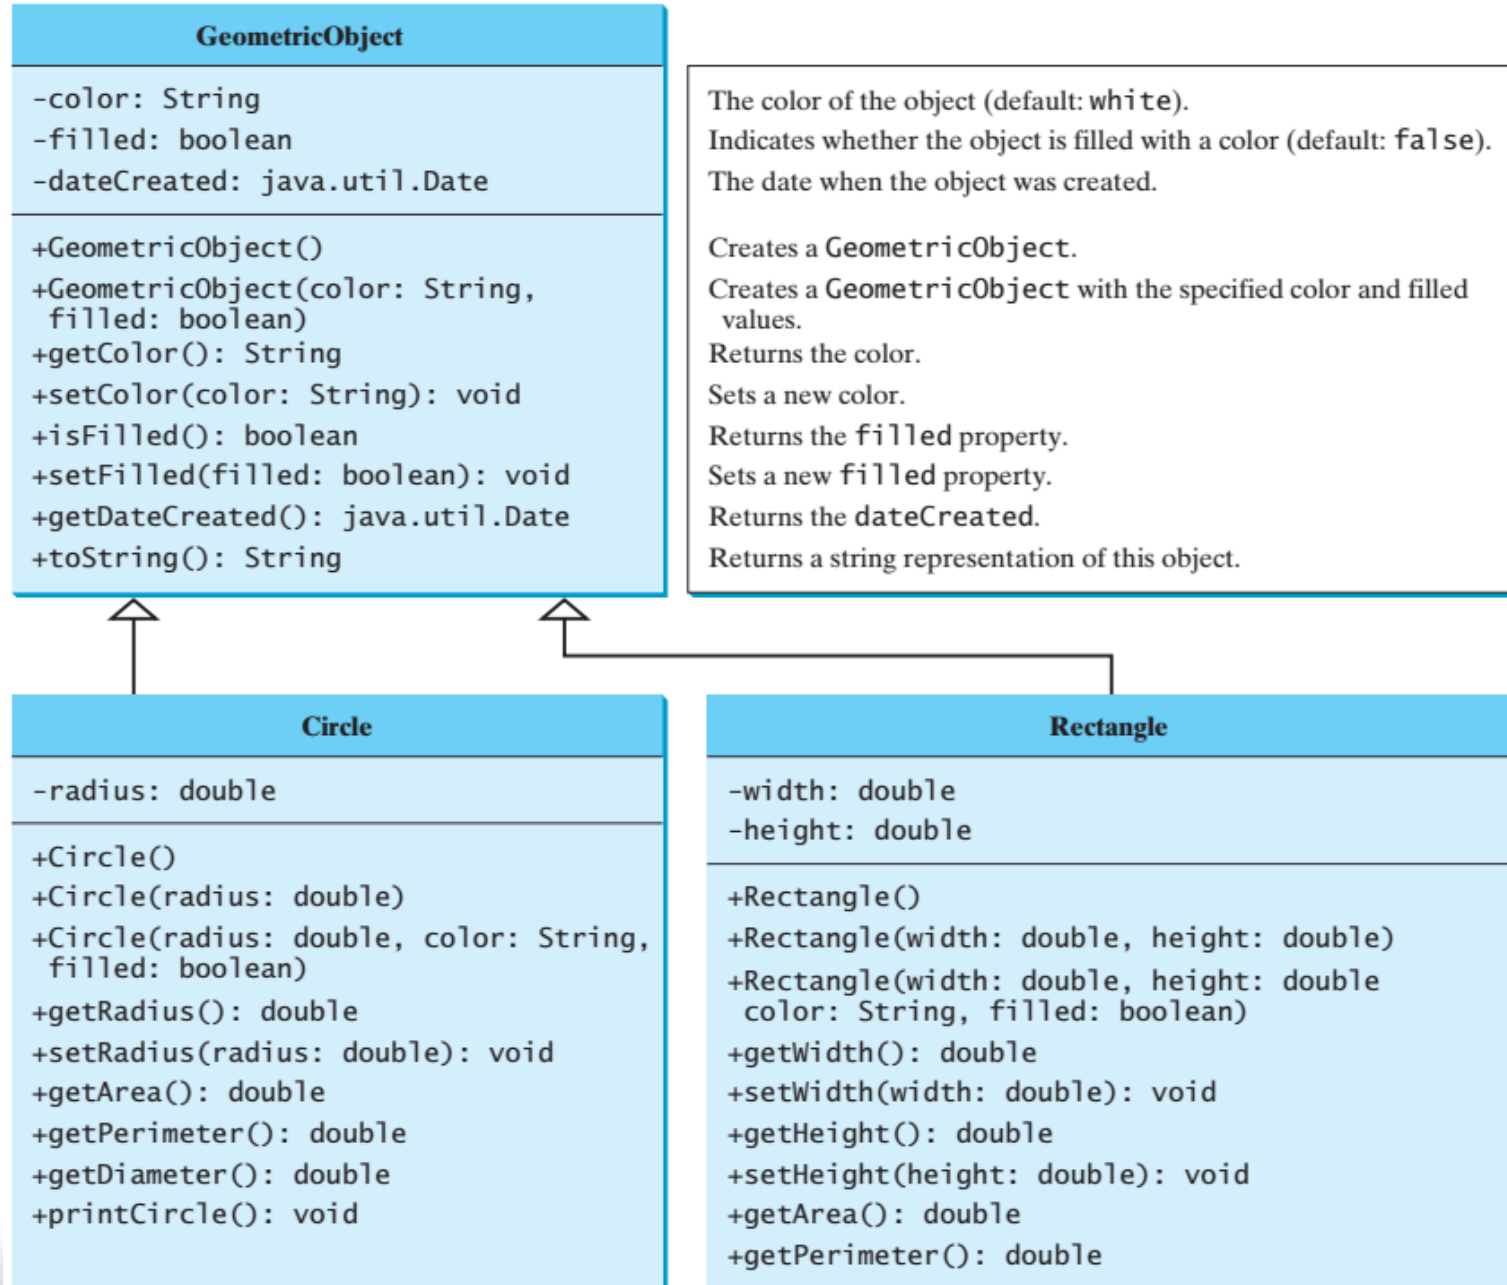 GeometricObject
-color: String
-filled: boolean
-dateCreated: java.util.Date
+GeometricObject()
+GeometricObject(color: String,
filled: boolean)
+getColor(): String
+setColor(color: String): void
+isFilled(): boolean
+setFilled(filled: boolean): void
+getDateCreated(): java.util.Date
+toString(): String
The color of the object (default: white).
Indicates whether the object is filled with a color (default: false).
The date when the object was created.
Creates a GeometricObject.
Creates a GeometricObject with the specified color and filled
values.
Returns the color.
Sets a new color.
Returns the filled property.
Sets a new filled property.
Returns the dateCreated.
Returns a string representation of this object.
Circle
-radius: double
+Circle()
+Circle(radius: double)
+Circle(radius: double, color: String,
filled: boolean)
+getRadius(): double
+setRadius(radius: double): void
+getArea(): double
+getPerimeter(): double
+getDiameter(): double
+printCircle(): void
Rectangle
-width: double
-height: double
+Rectangle()
+Rectangle(width: double, height: double)
+Rectangle(width: double, height: double
color: String, filled: boolean)
+getWidth(): double
+setWidth(width: double): void
+getHeight(): double
+setHeight(height: double): void
+getArea(): double
+getPerimeter(): double